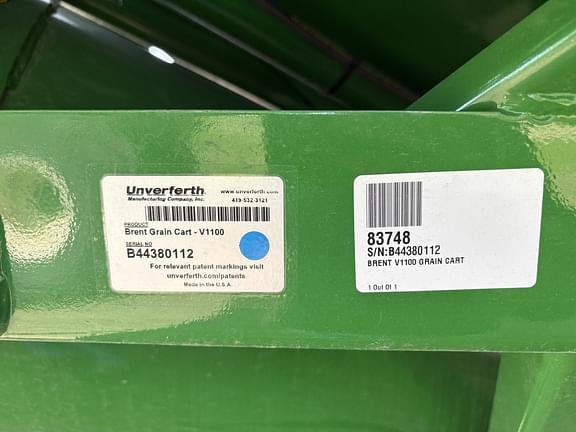 Unverferth
Manufacturing Company, Inc.
www.unverferth.com
419-532-3121
PRODUCT
Brent Grain Cart - V1100
SERIAL NO
B44380112
For relevant patent markings visit
unverferth.com/patents
Made in the U.S.A.
83748
S/N:B44380112
BRENT V1100 GRAIN CART
1 Out Of 1